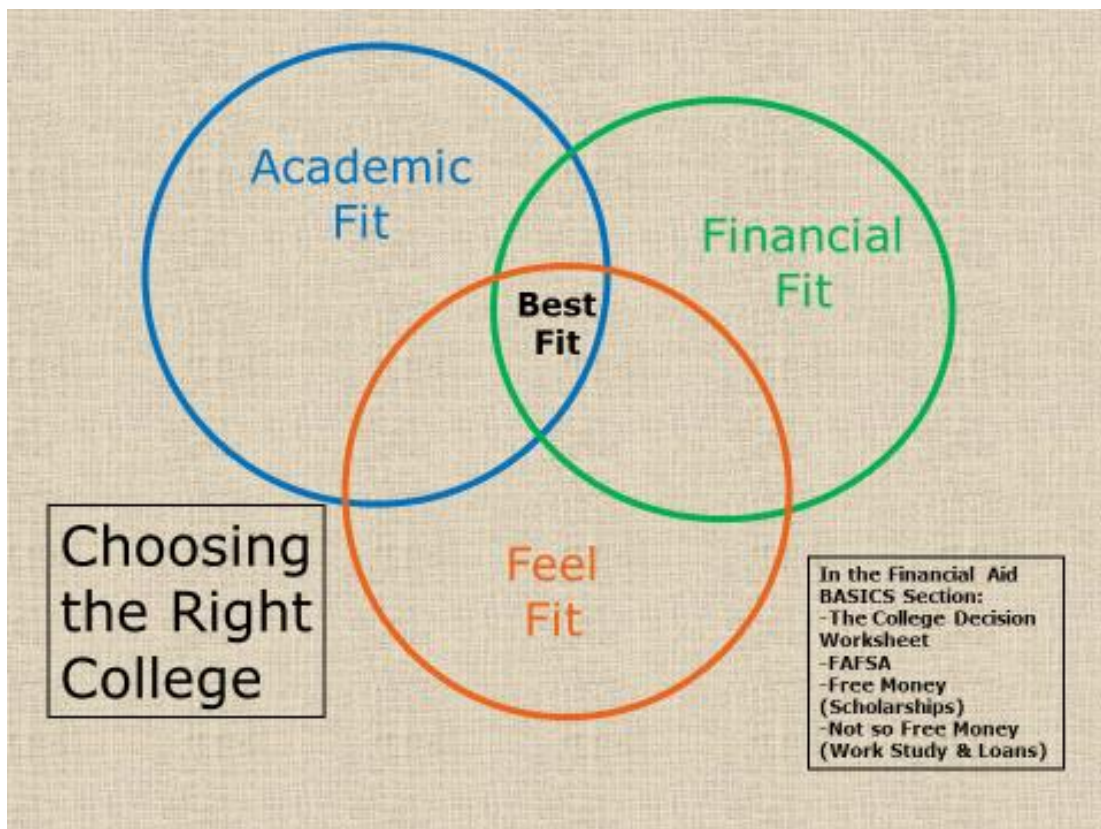 Academic
Fit
Financial
Fit
Best
Fit
Feel
Fit
Choosing
the Right
College
In the Financial Aid
BASICS Section:
-The College Decision
Worksheet
-FAFSA
-Free Money
(Scholarships)
-Not so Free Money
(Work Study & Loans)